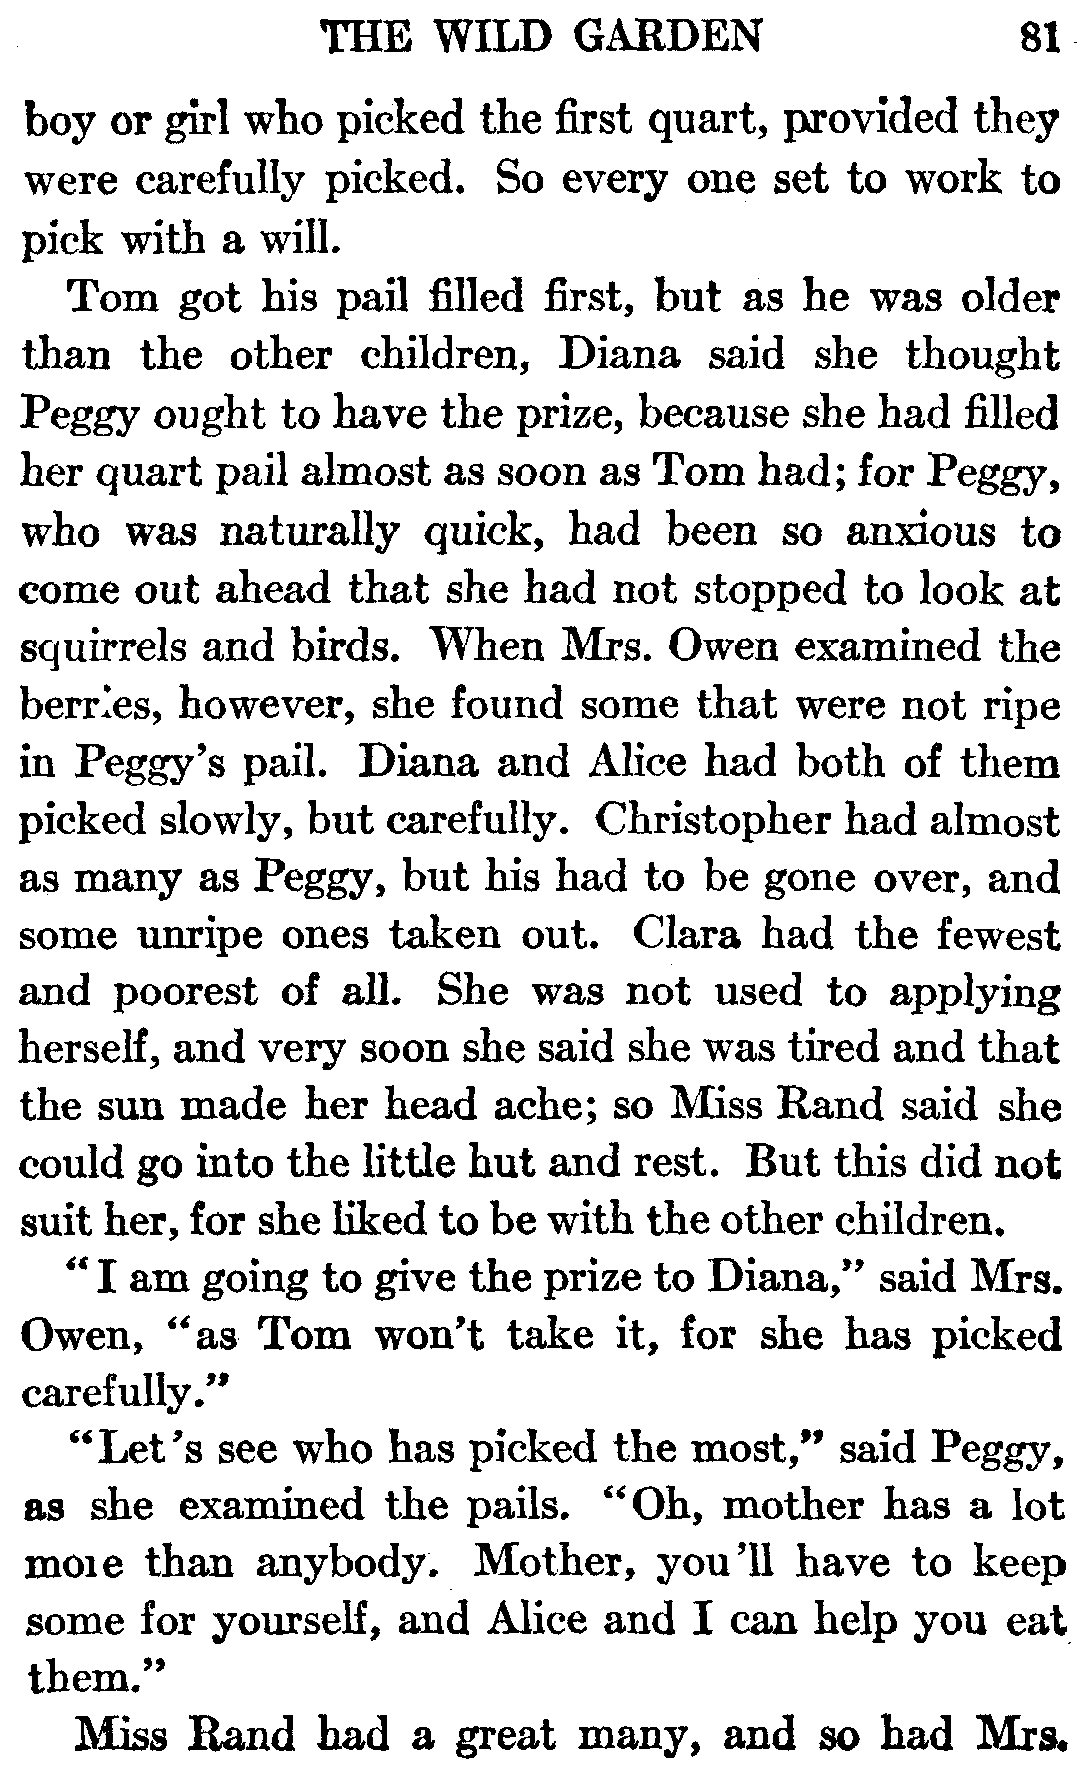 THE WILD GARDEN 81
boy or girl who picked the first quart, provided they
were carefully picked. So every one set to work to
pick with a will.
Tom got his pail filled first, but as he was older
than the other children, Diana said she thought
Peggy ought to have the prize, because she had filled
her quart pail almost as soon as Tom had; for Peggy,
who was naturally quick, had been so anxious to
come out ahead that she had not stopped to look at
squirrels and birds. When Mrs. Owen examined the
berries, however, she found some that were not ripe
in Peggy's pail. Diana and Alice had both of them
picked slowly, but carefully. Christopher had almost
as many as Peggy, but his had to be gone over, and
some unripe ones taken out. Clara had the fewest
and poorest of all. She was not used to applying
herself, and very soon she said she was tired and that
the sun made her head ache; so Miss Rand said she
could go into the little hut and rest. But this did not
suit her, for she liked to be with the other children.
"I am going to give the prize to Diana," said Mrs.
Owen, "as Tom won't take it, for she has picked
carefully."
"Let's see who has picked the most," said Peggy,
as she examined the pails. "Oh, mother has a lot
more than anybody. Mother, you'll have to keep
some for yourself, and Alice and I can help you eat
them."
Miss Rand had a great many, and so had Mrs.